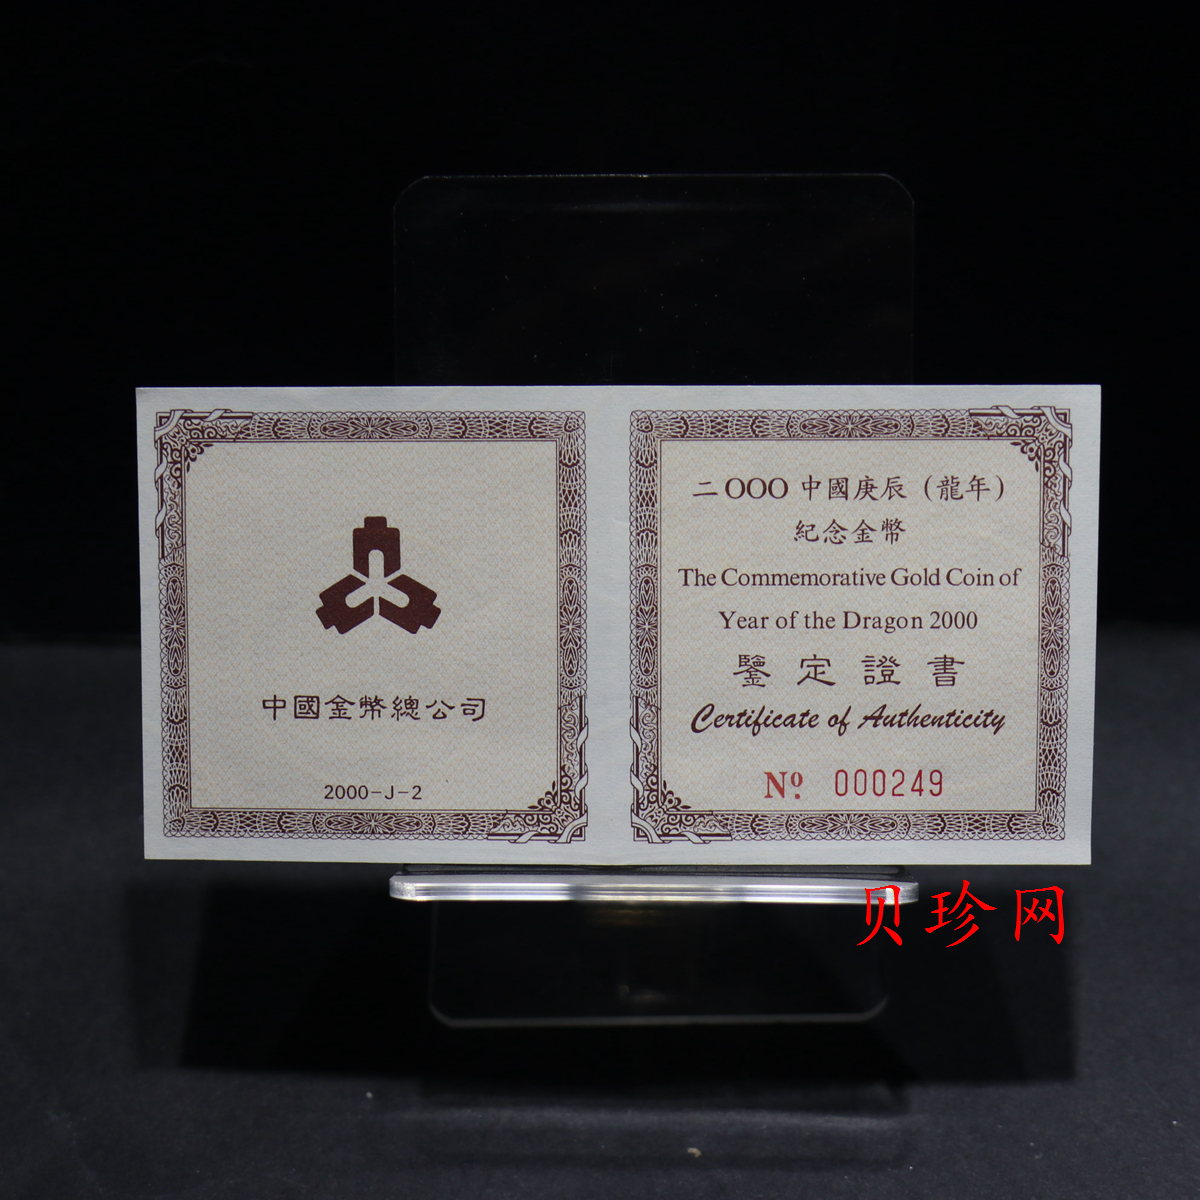 中國金幣總公司
2000-J-2
二OOO中國庚辰（龍年）
紀念金幣
The Commemorative Gold Coin of
Year of the Dragon 2000
鑒定證書
Certificate of Authenticity
Nº 000249
贝珍网